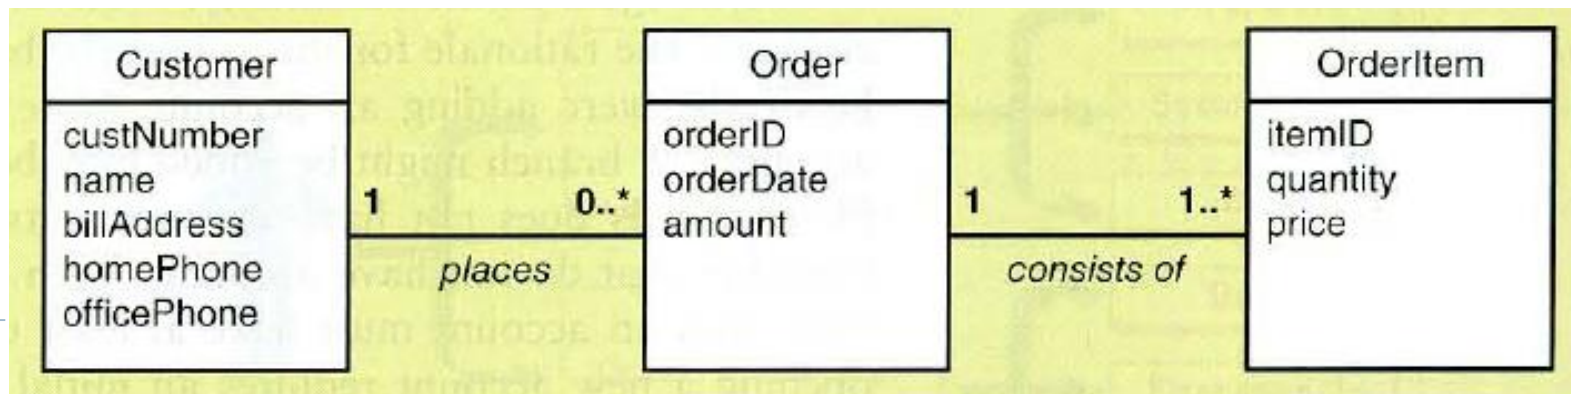 Customer
custNumber
name
billAddress
homePhone
officePhone
1
0..*
places
Order
orderID
orderDate
amount
1
1..*
consists of
OrderItem
itemID
quantity
price